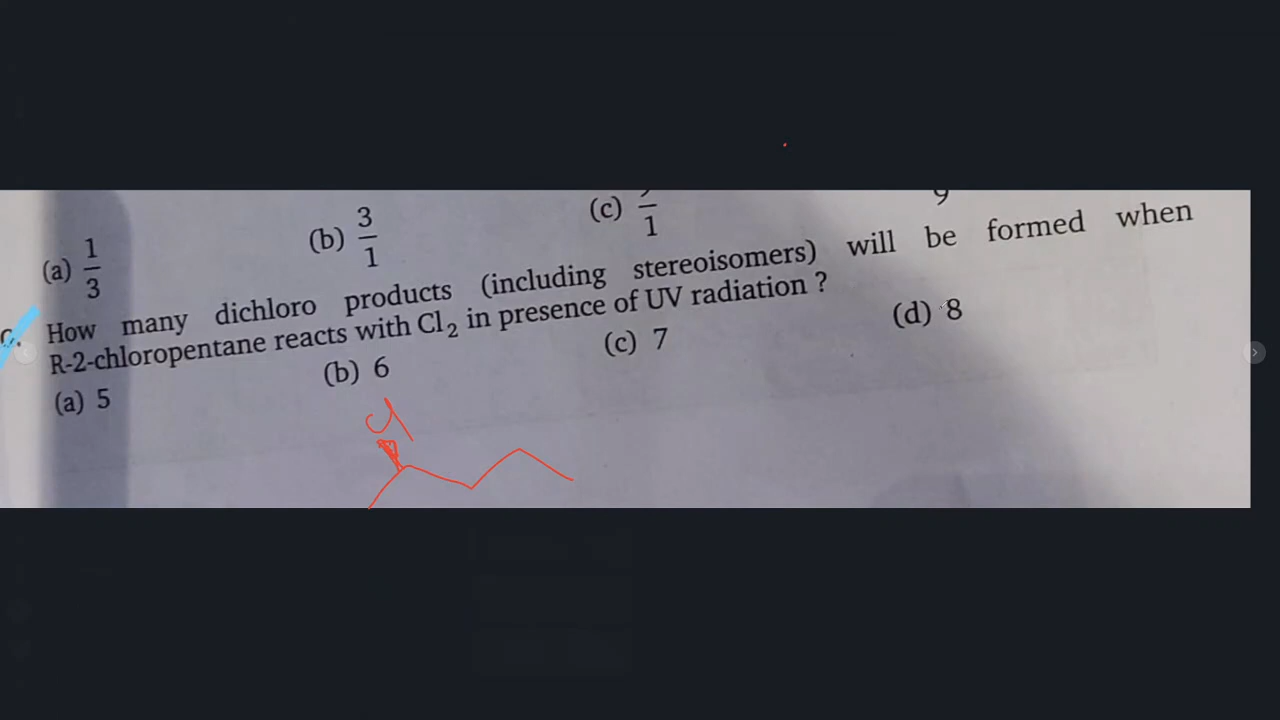 (a) 1/3 (b) 3/1 (c) /1 9
How many dichloro products (including stereoisomers) will be formed when
R-2-chloropentane reacts with Cl₂ in presence of UV radiation ?
(a) 5 (b) 6 (c) 7 (d) 8
Cl